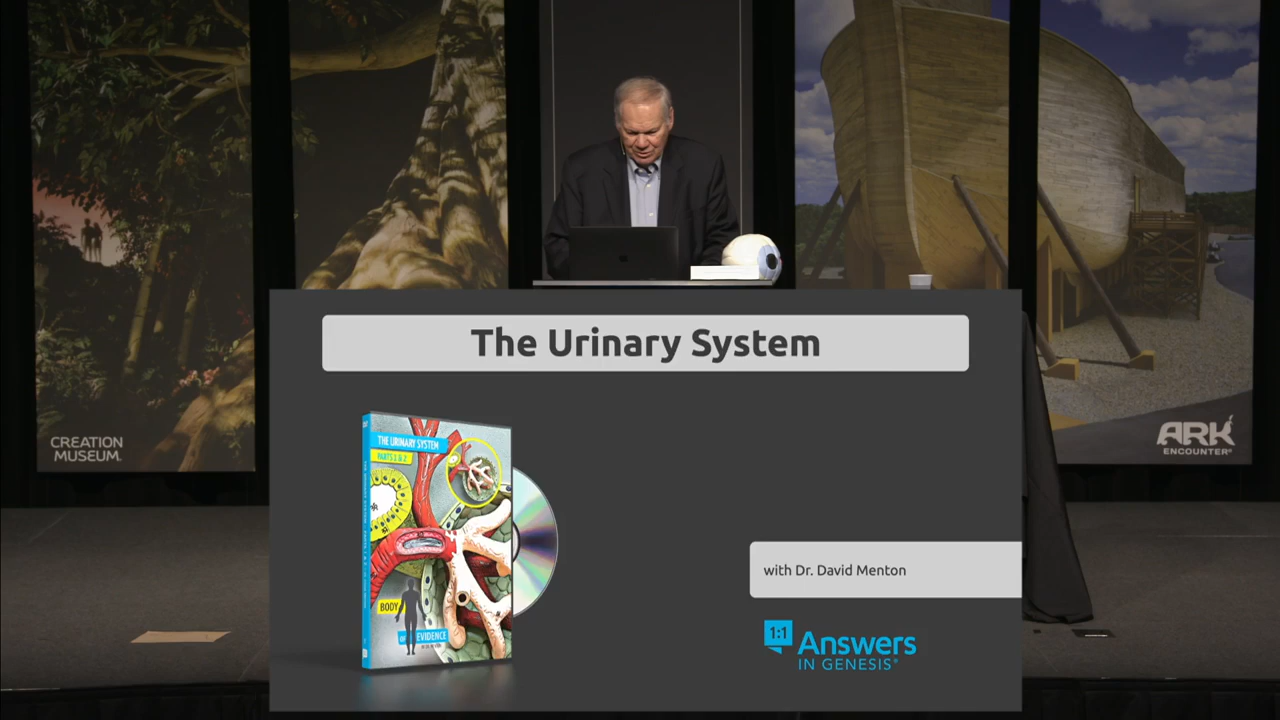 CREATION
MUSEUM
ARK
ENCOUNTER
The Urinary System
THE URINARY SYSTEM
PARTS 1 & 2
BODY
OF EVIDENCE
with Dr. David Menton
1:1
Answers
IN GENESIS®